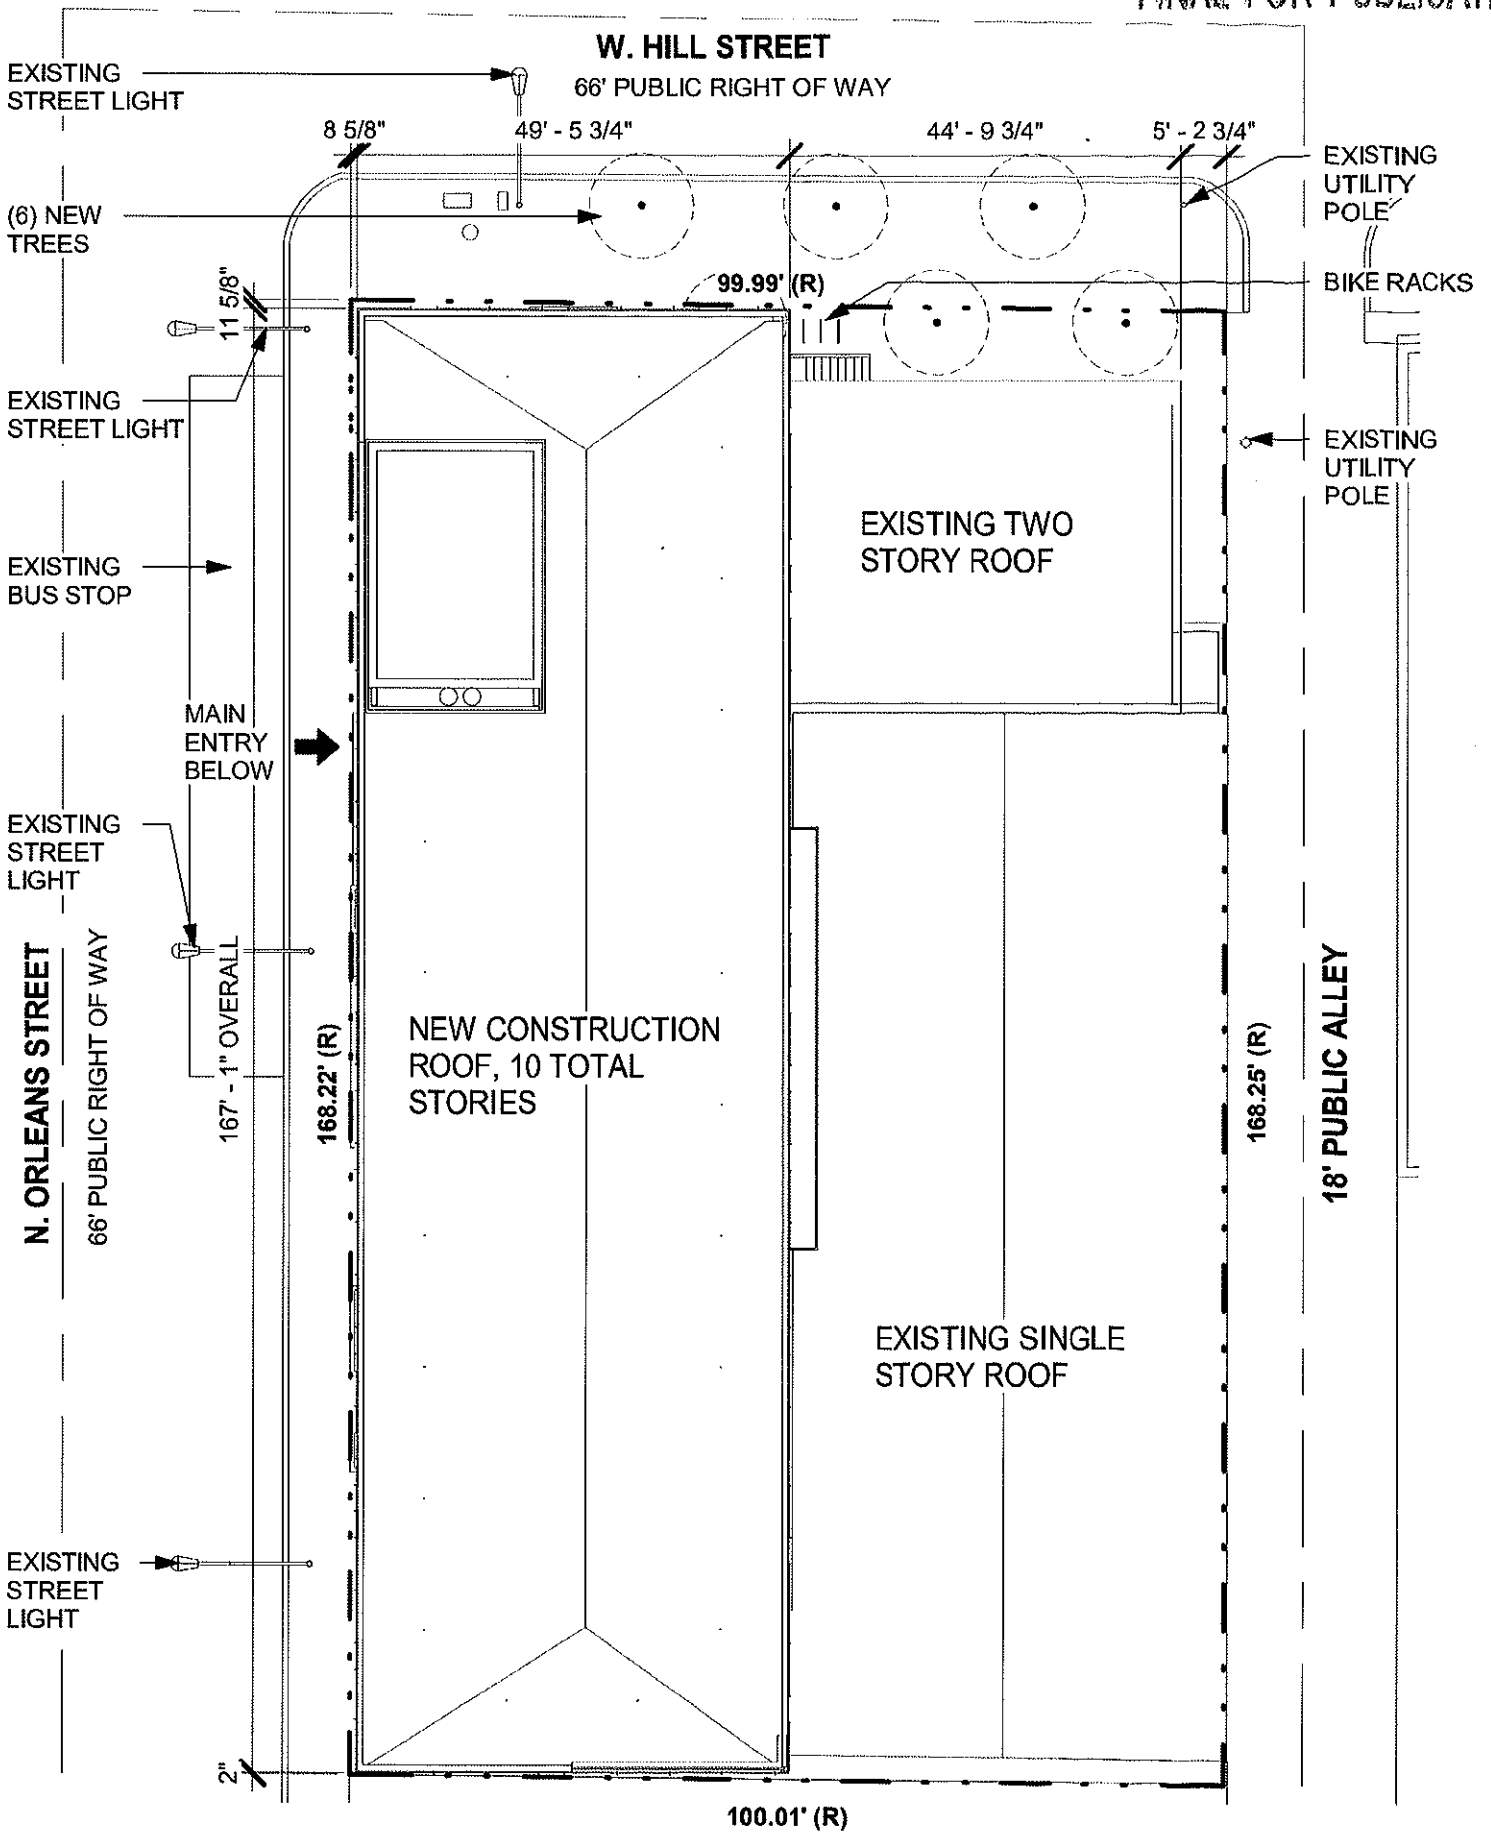 FINAL FOR PUBLICATI
W. HILL STREET
66' PUBLIC RIGHT OF WAY
EXISTING
STREET LIGHT
8 5/8"
49' - 5 3/4"
44' - 9 3/4"
5' - 2 3/4"
EXISTING
UTILITY
POLE
(6) NEW
TREES
11 5/8"
99.99' (R)
BIKE RACKS
EXISTING
STREET LIGHT
EXISTING
UTILITY
POLE
EXISTING TWO
STORY ROOF
EXISTING
BUS STOP
MAIN
ENTRY
BELOW
EXISTING
STREET
LIGHT
N. ORLEANS STREET
66' PUBLIC RIGHT OF WAY
167' - 1" OVERALL
168.22' (R)
NEW CONSTRUCTION
ROOF, 10 TOTAL
STORIES
168.25' (R)
18' PUBLIC ALLEY
EXISTING SINGLE
STORY ROOF
EXISTING
STREET
LIGHT
2"
100.01' (R)